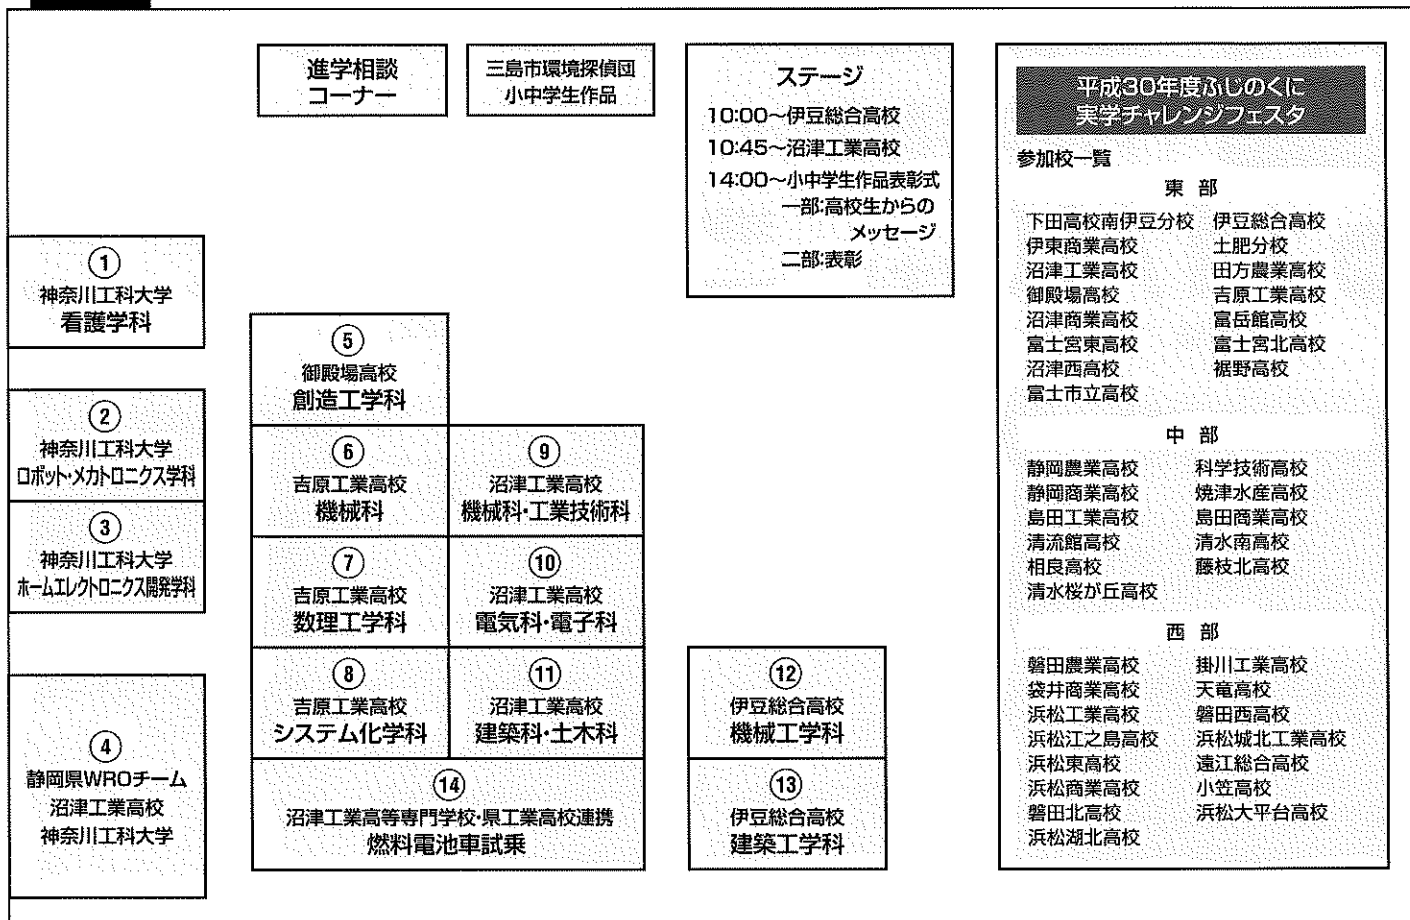 進学相談
コーナー
三島市環境探偵団
小中学生作品
ステージ
10:00～伊豆総合高校
10:45～沼津工業高校
14:00～小中学生作品表彰式
一部:高校生からの
メッセージ
二部:表彰
①
神奈川工科大学
看護学科
②
神奈川工科大学
ロボット・メカトロニクス学科
③
神奈川工科大学
ホームエレクトロニクス開発学科
④
静岡県WROチーム
沼津工業高校
神奈川工科大学
⑤
御殿場高校
創造工学科
⑥
吉原工業高校
機械科
⑦
吉原工業高校
数理工学科
⑧
吉原工業高校
システム化学科
⑨
沼津工業高校
機械科・工業技術科
⑩
沼津工業高校
電気科・電子科
⑪
沼津工業高校
建築科・土木科
⑭
沼津工業高等専門学校・県工業高校連携
燃料電池車試乗
⑫
伊豆総合高校
機械工学科
⑬
伊豆総合高校
建築工学科
平成30年度ふじのくに
実学チャレンジフェスタ
参加校一覧
東 部
下田高校南伊豆分校 伊豆総合高校
伊東商業高校 土肥分校
沼津工業高校 田方農業高校
御殿場高校 吉原工業高校
沼津商業高校 富岳館高校
富士宮東高校 富士宮北高校
沼津西高校 裾野高校
富士市立高校
中 部
静岡農業高校 科学技術高校
静岡商業高校 焼津水産高校
島田工業高校 島田商業高校
清流館高校 清水南高校
相良高校 藤枝北高校
清水桜が丘高校
西 部
磐田農業高校 掛川工業高校
袋井商業高校 天竜高校
浜松工業高校 磐田西高校
浜松江之島高校 浜松城北工業高校
浜松東高校 遠江総合高校
浜松商業高校 小笠高校
磐田北高校 浜松大平台高校
浜松湖北高校